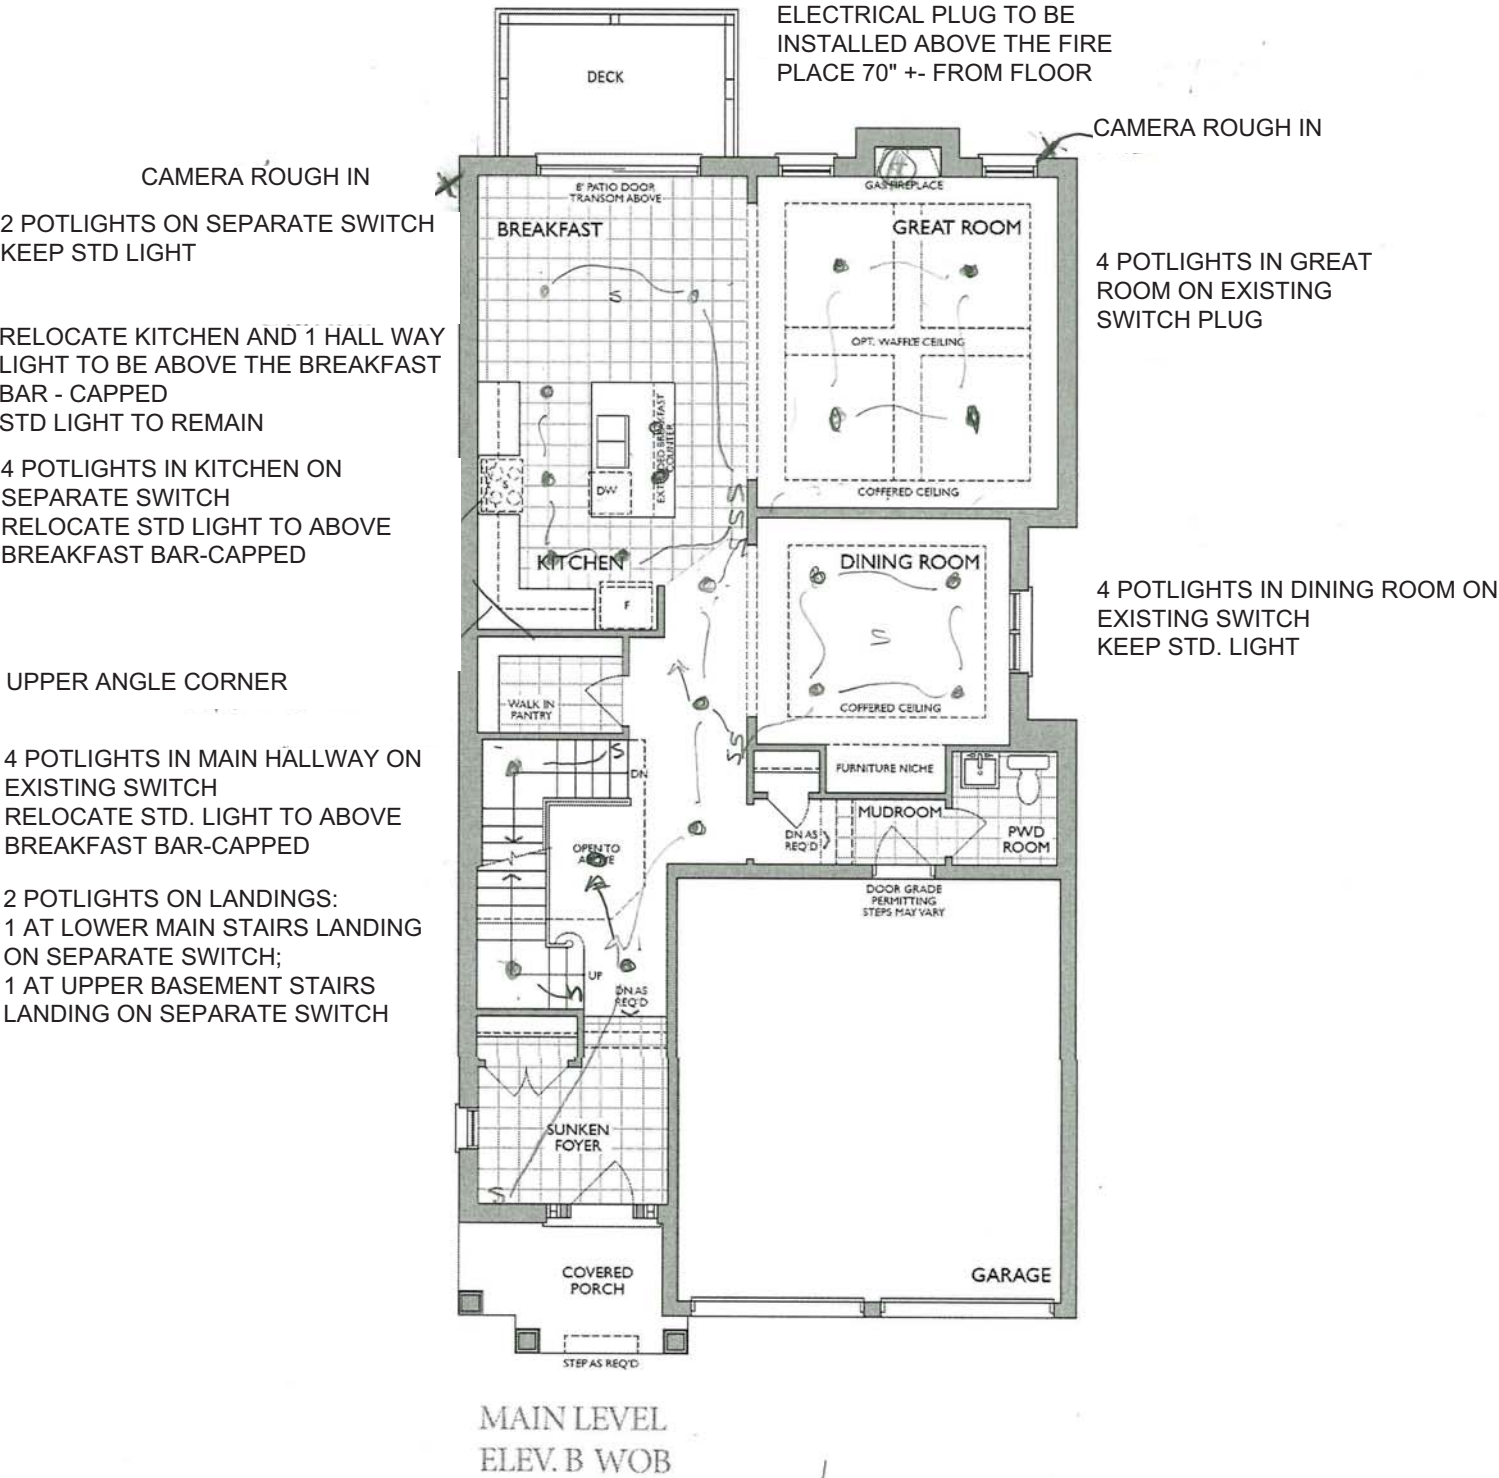 ELECTRICAL PLUG TO BE
INSTALLED ABOVE THE FIRE
PLACE 70" +- FROM FLOOR
DECK
CAMERA ROUGH IN
CAMERA ROUGH IN
2 POTLIGHTS ON SEPARATE SWITCH
KEEP STD LIGHT
8' PATIO DOOR
TRANSOM ABOVE
GAS FIREPLACE
BREAKFAST
GREAT ROOM
S
4 POTLIGHTS IN GREAT
ROOM ON EXISTING
SWITCH PLUG
RELOCATE KITCHEN AND 1 HALL WAY
LIGHT TO BE ABOVE THE BREAKFAST
BAR - CAPPED
STD LIGHT TO REMAIN
OPT. WAFFLE CEILING
EXTENDED BREAKFAST
COUNTER
4 POTLIGHTS IN KITCHEN ON
SEPARATE SWITCH
RELOCATE STD LIGHT TO ABOVE
BREAKFAST BAR-CAPPED
S
DW
COFFERED CEILING
S
S
S
S
KITCHEN
F
DINING ROOM
S
COFFERED CEILING
4 POTLIGHTS IN DINING ROOM ON
EXISTING SWITCH
KEEP STD. LIGHT
UPPER ANGLE CORNER
WALK IN
PANTRY
4 POTLIGHTS IN MAIN HALLWAY ON
EXISTING SWITCH
RELOCATE STD. LIGHT TO ABOVE
BREAKFAST BAR-CAPPED
S
DN
SS
FURNITURE NICHE
MUDROOM
DN AS
REQ'D
PWD
ROOM
OPEN TO
ABOVE
DOOR GRADE
PERMITTING
STEPS MAY VARY
2 POTLIGHTS ON LANDINGS:
1 AT LOWER MAIN STAIRS LANDING
ON SEPARATE SWITCH;
1 AT UPPER BASEMENT STAIRS
LANDING ON SEPARATE SWITCH
UP
S
DN AS
REQ'D
SUNKEN
FOYER
S
COVERED
PORCH
GARAGE
STEP AS REQ'D
MAIN LEVEL
ELEV. B WOB